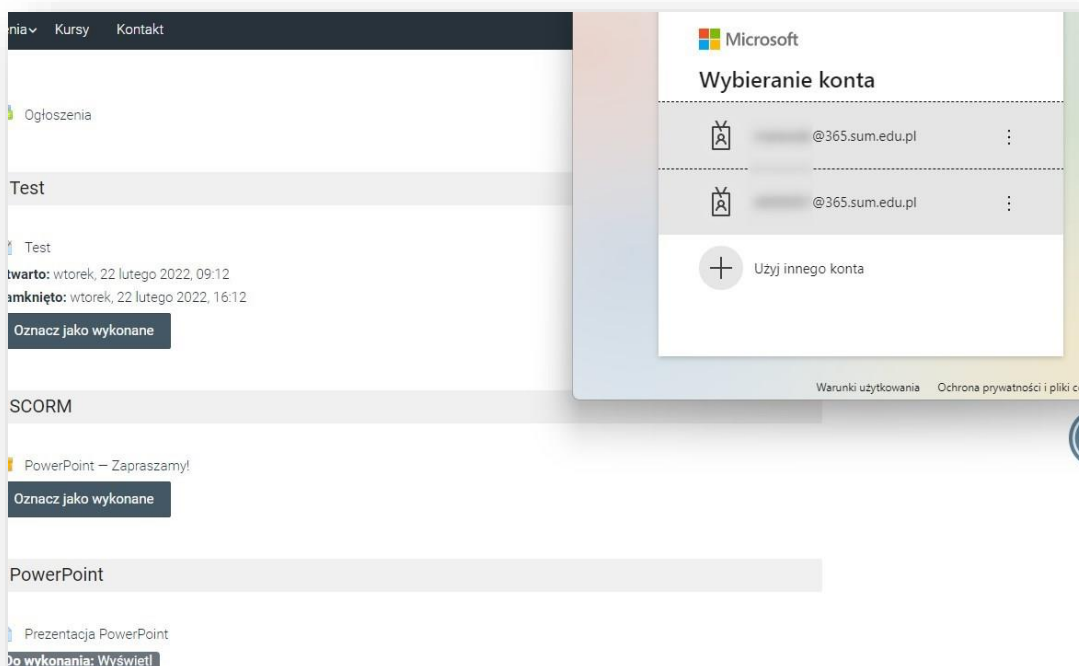 Kursy Kontakt
Ogłoszenia
Test
Test
wtorek, 22 lutego 2022, 09:12
wtorek, 22 lutego 2022, 16:12
Oznacz jako wykonane
SCORM
PowerPoint — Zapraszamy!
Oznacz jako wykonane
PowerPoint
Prezentacja PowerPoint
Do wykonania: Wyświetl
Microsoft
Wybieranie konta
@365.sum.edu.pl
@365.sum.edu.pl
Użyj innego konta
Warunki użytkowania Ochrona prywatności i pliki